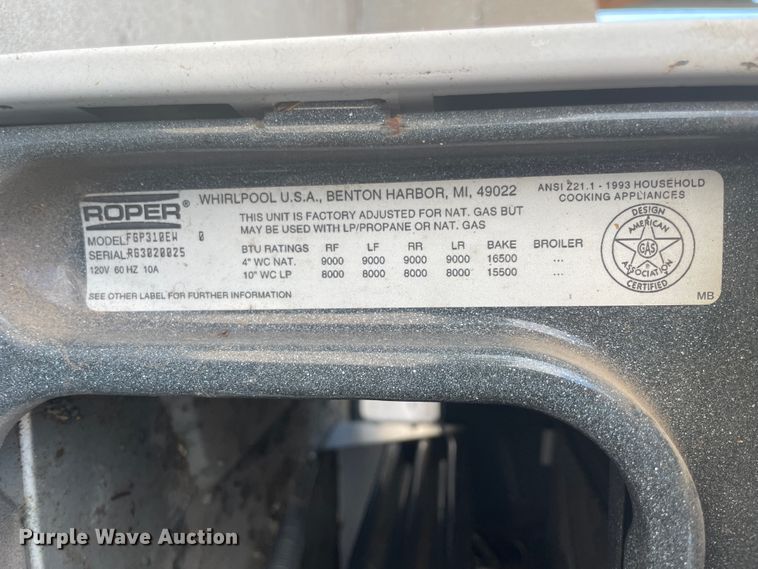 ROPER ®
WHIRLPOOL U.S.A., BENTON HARBOR, MI, 49022
THIS UNIT IS FACTORY ADJUSTED FOR NAT. GAS BUT
MAY BE USED WITH LP/PROPANE OR NAT. GAS
ANSI Z21.1 - 1993 HOUSEHOLD
COOKING APPLIANCES
MODEL FGP310EW 0
SERIAL RG3020025
120V 60 HZ 10A
BTU RATINGS RF LF RR LR BAKE BROILER
4" WC NAT. 9000 9000 9000 9000 16500 ...
10" WC LP 8000 8000 8000 8000 15500 ...
SEE OTHER LABEL FOR FURTHER INFORMATION
DESIGN
AMERICAN
GAS
ASSOCIATION
CERTIFIED
MB
Purple Wave Auction